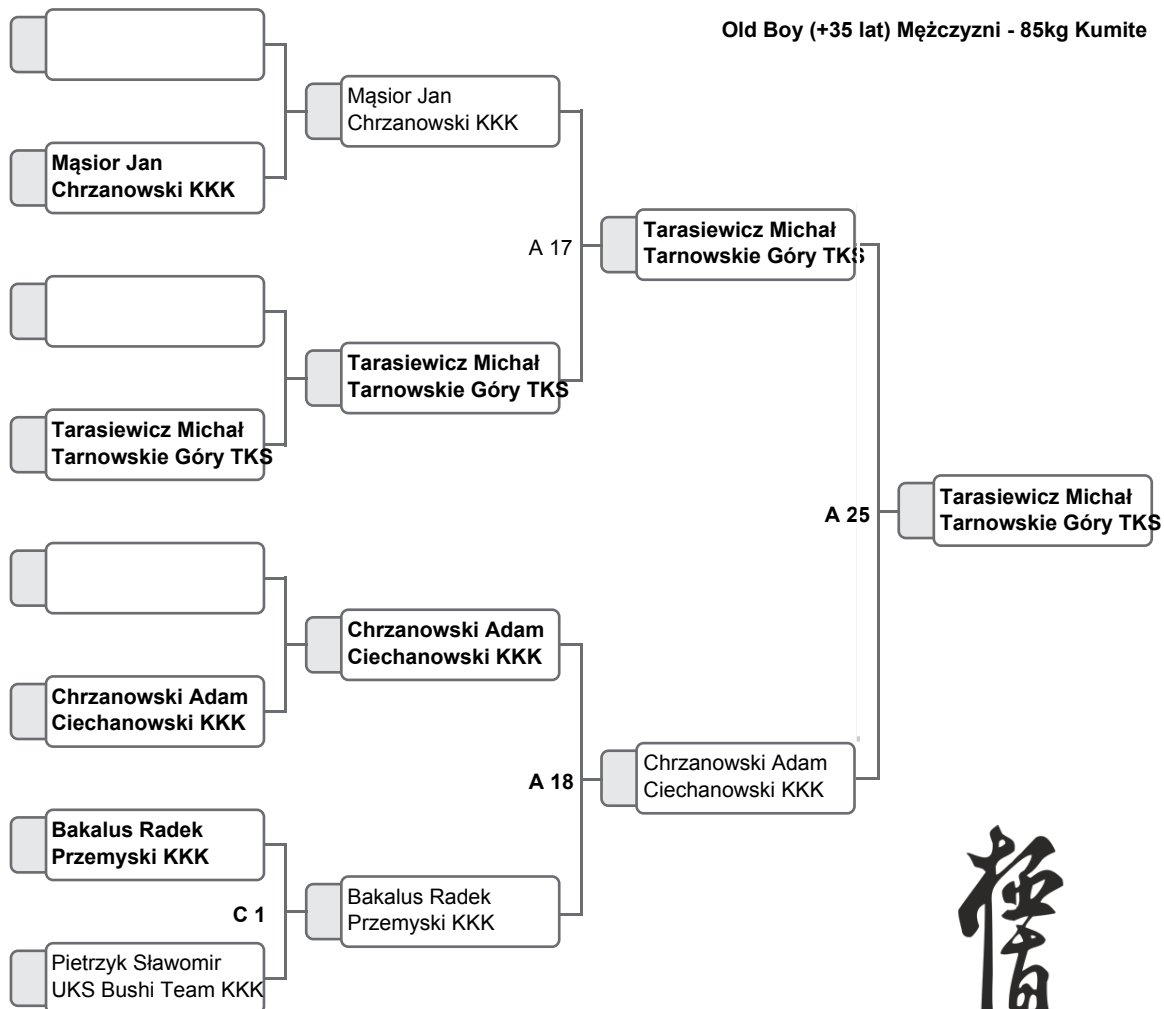 Old Boy (+35 lat) Mężczyzni - 85kg Kumite
Mąsior Jan
Chrzanowski KKK
Mąsior Jan
Chrzanowski KKK
A 17
Tarasiewicz Michał
Tarnowskie Góry TKS
Tarasiewicz Michał
Tarnowskie Góry TKS
Tarasiewicz Michał
Tarnowskie Góry TKS
A 25
Tarasiewicz Michał
Tarnowskie Góry TKS
Chrzanowski Adam
Ciechanowski KKK
Chrzanowski Adam
Ciechanowski KKK
A 18
Chrzanowski Adam
Ciechanowski KKK
Bakalus Radek
Przemyski KKK
C 1
Bakalus Radek
Przemyski KKK
Pietrzyk Sławomir
UKS Bushi Team KKK
極